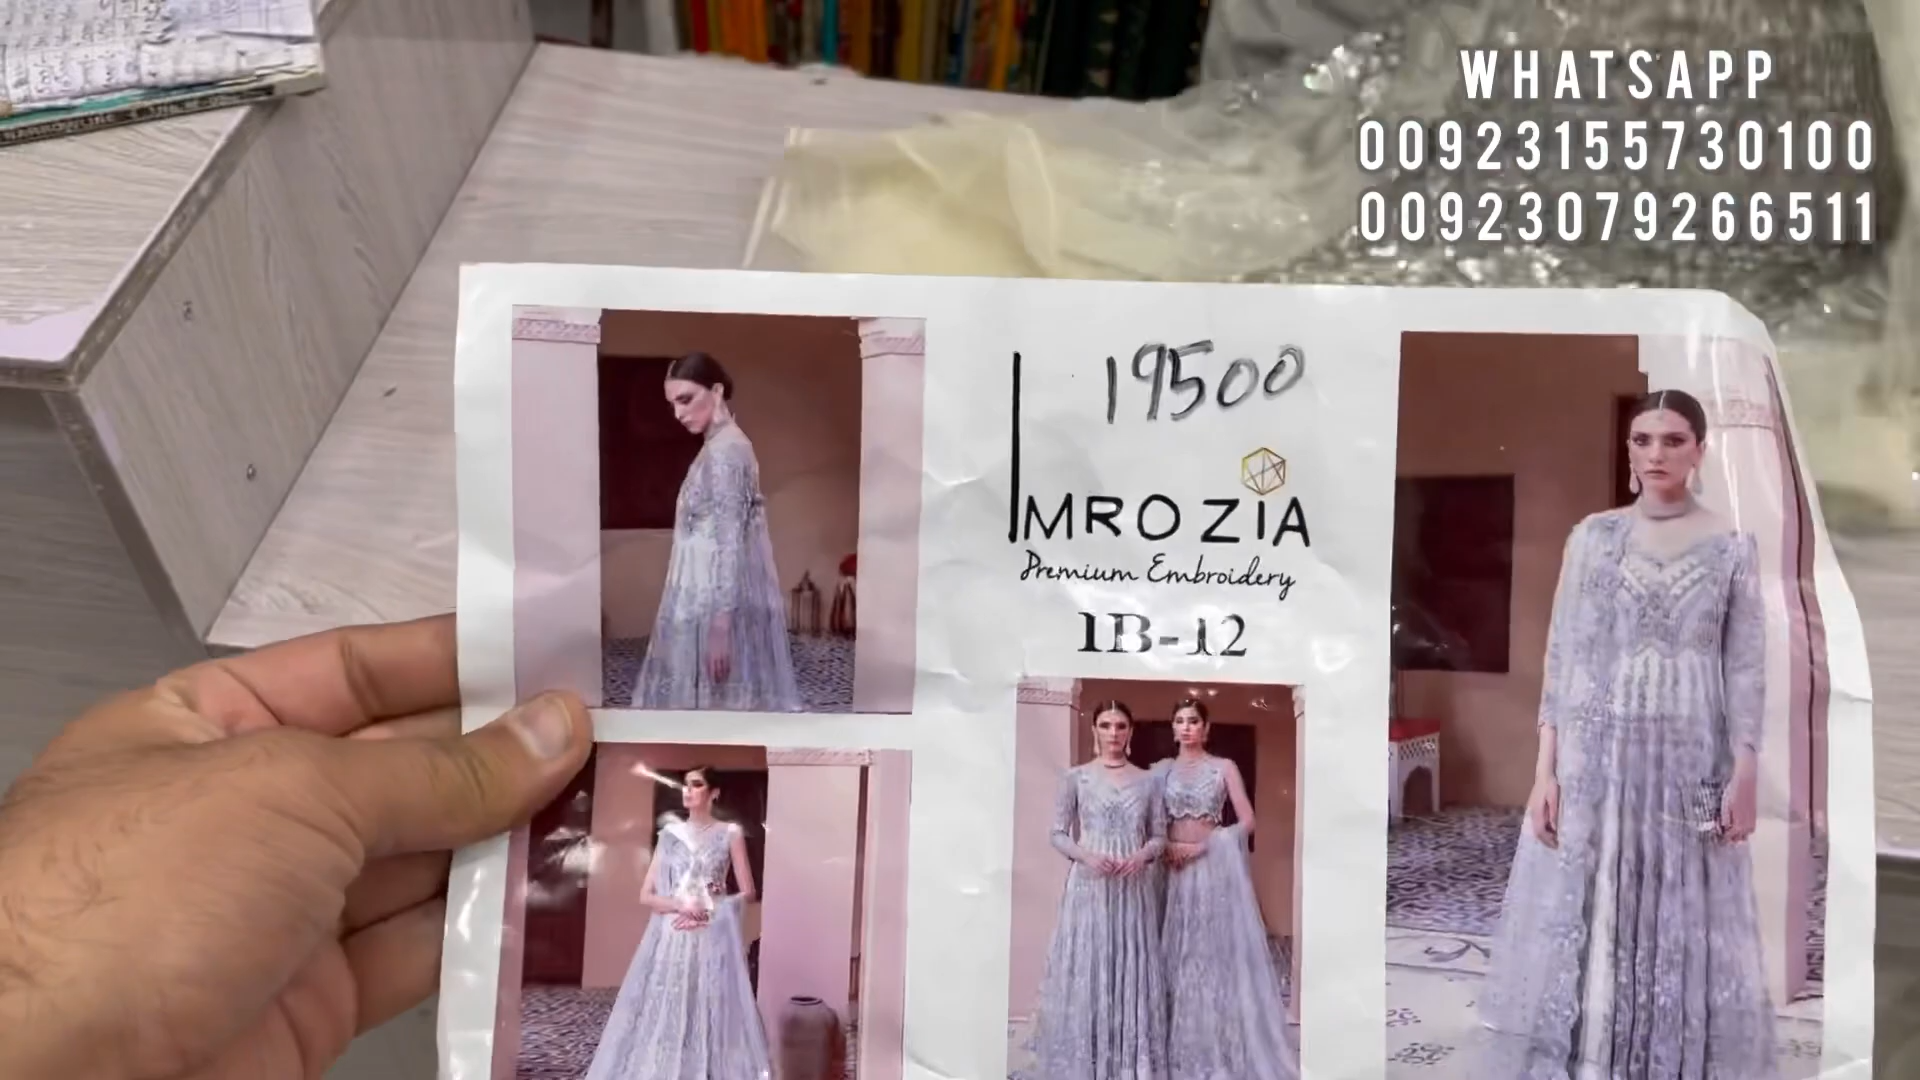 WHATSAPP
00923155730100
00923079266511
19500
IMROZIA
Premium Embroidery
IB-12